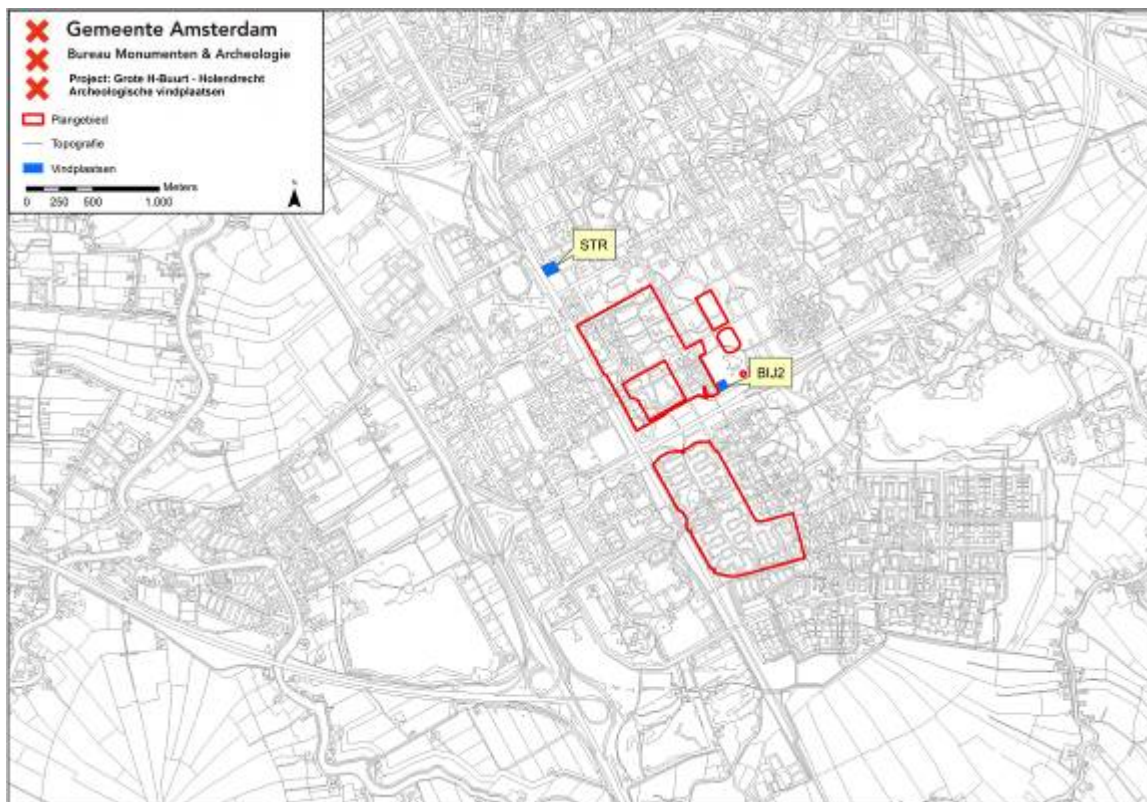 Gemeente Amsterdam
Bureau Monumenten & Archeologie
Project: Grote H-Buurt - Holendrecht
Archeologische vindplaatsen
Plangebied
Topografie
Vindplaatsen
Meters
0 250 500 1.000
N
STR
BIJ2